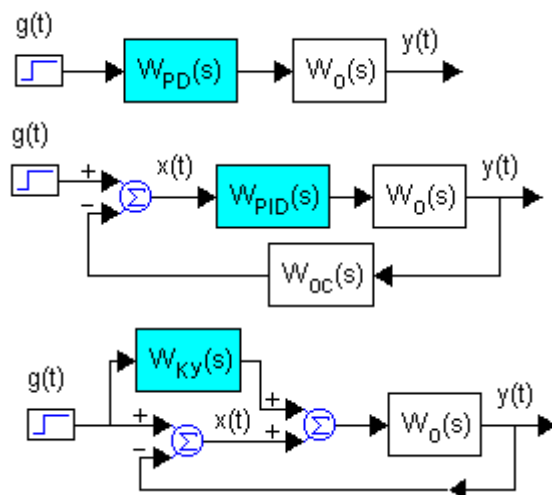 g(t)
W_PD(s)
W_o(s)
y(t)
g(t)
+
−
Σ
x(t)
W_PID(s)
W_o(s)
y(t)
W_oc(s)
g(t)
W_Ky(s)
+
−
Σ
x(t)
+
+
Σ
W_o(s)
y(t)